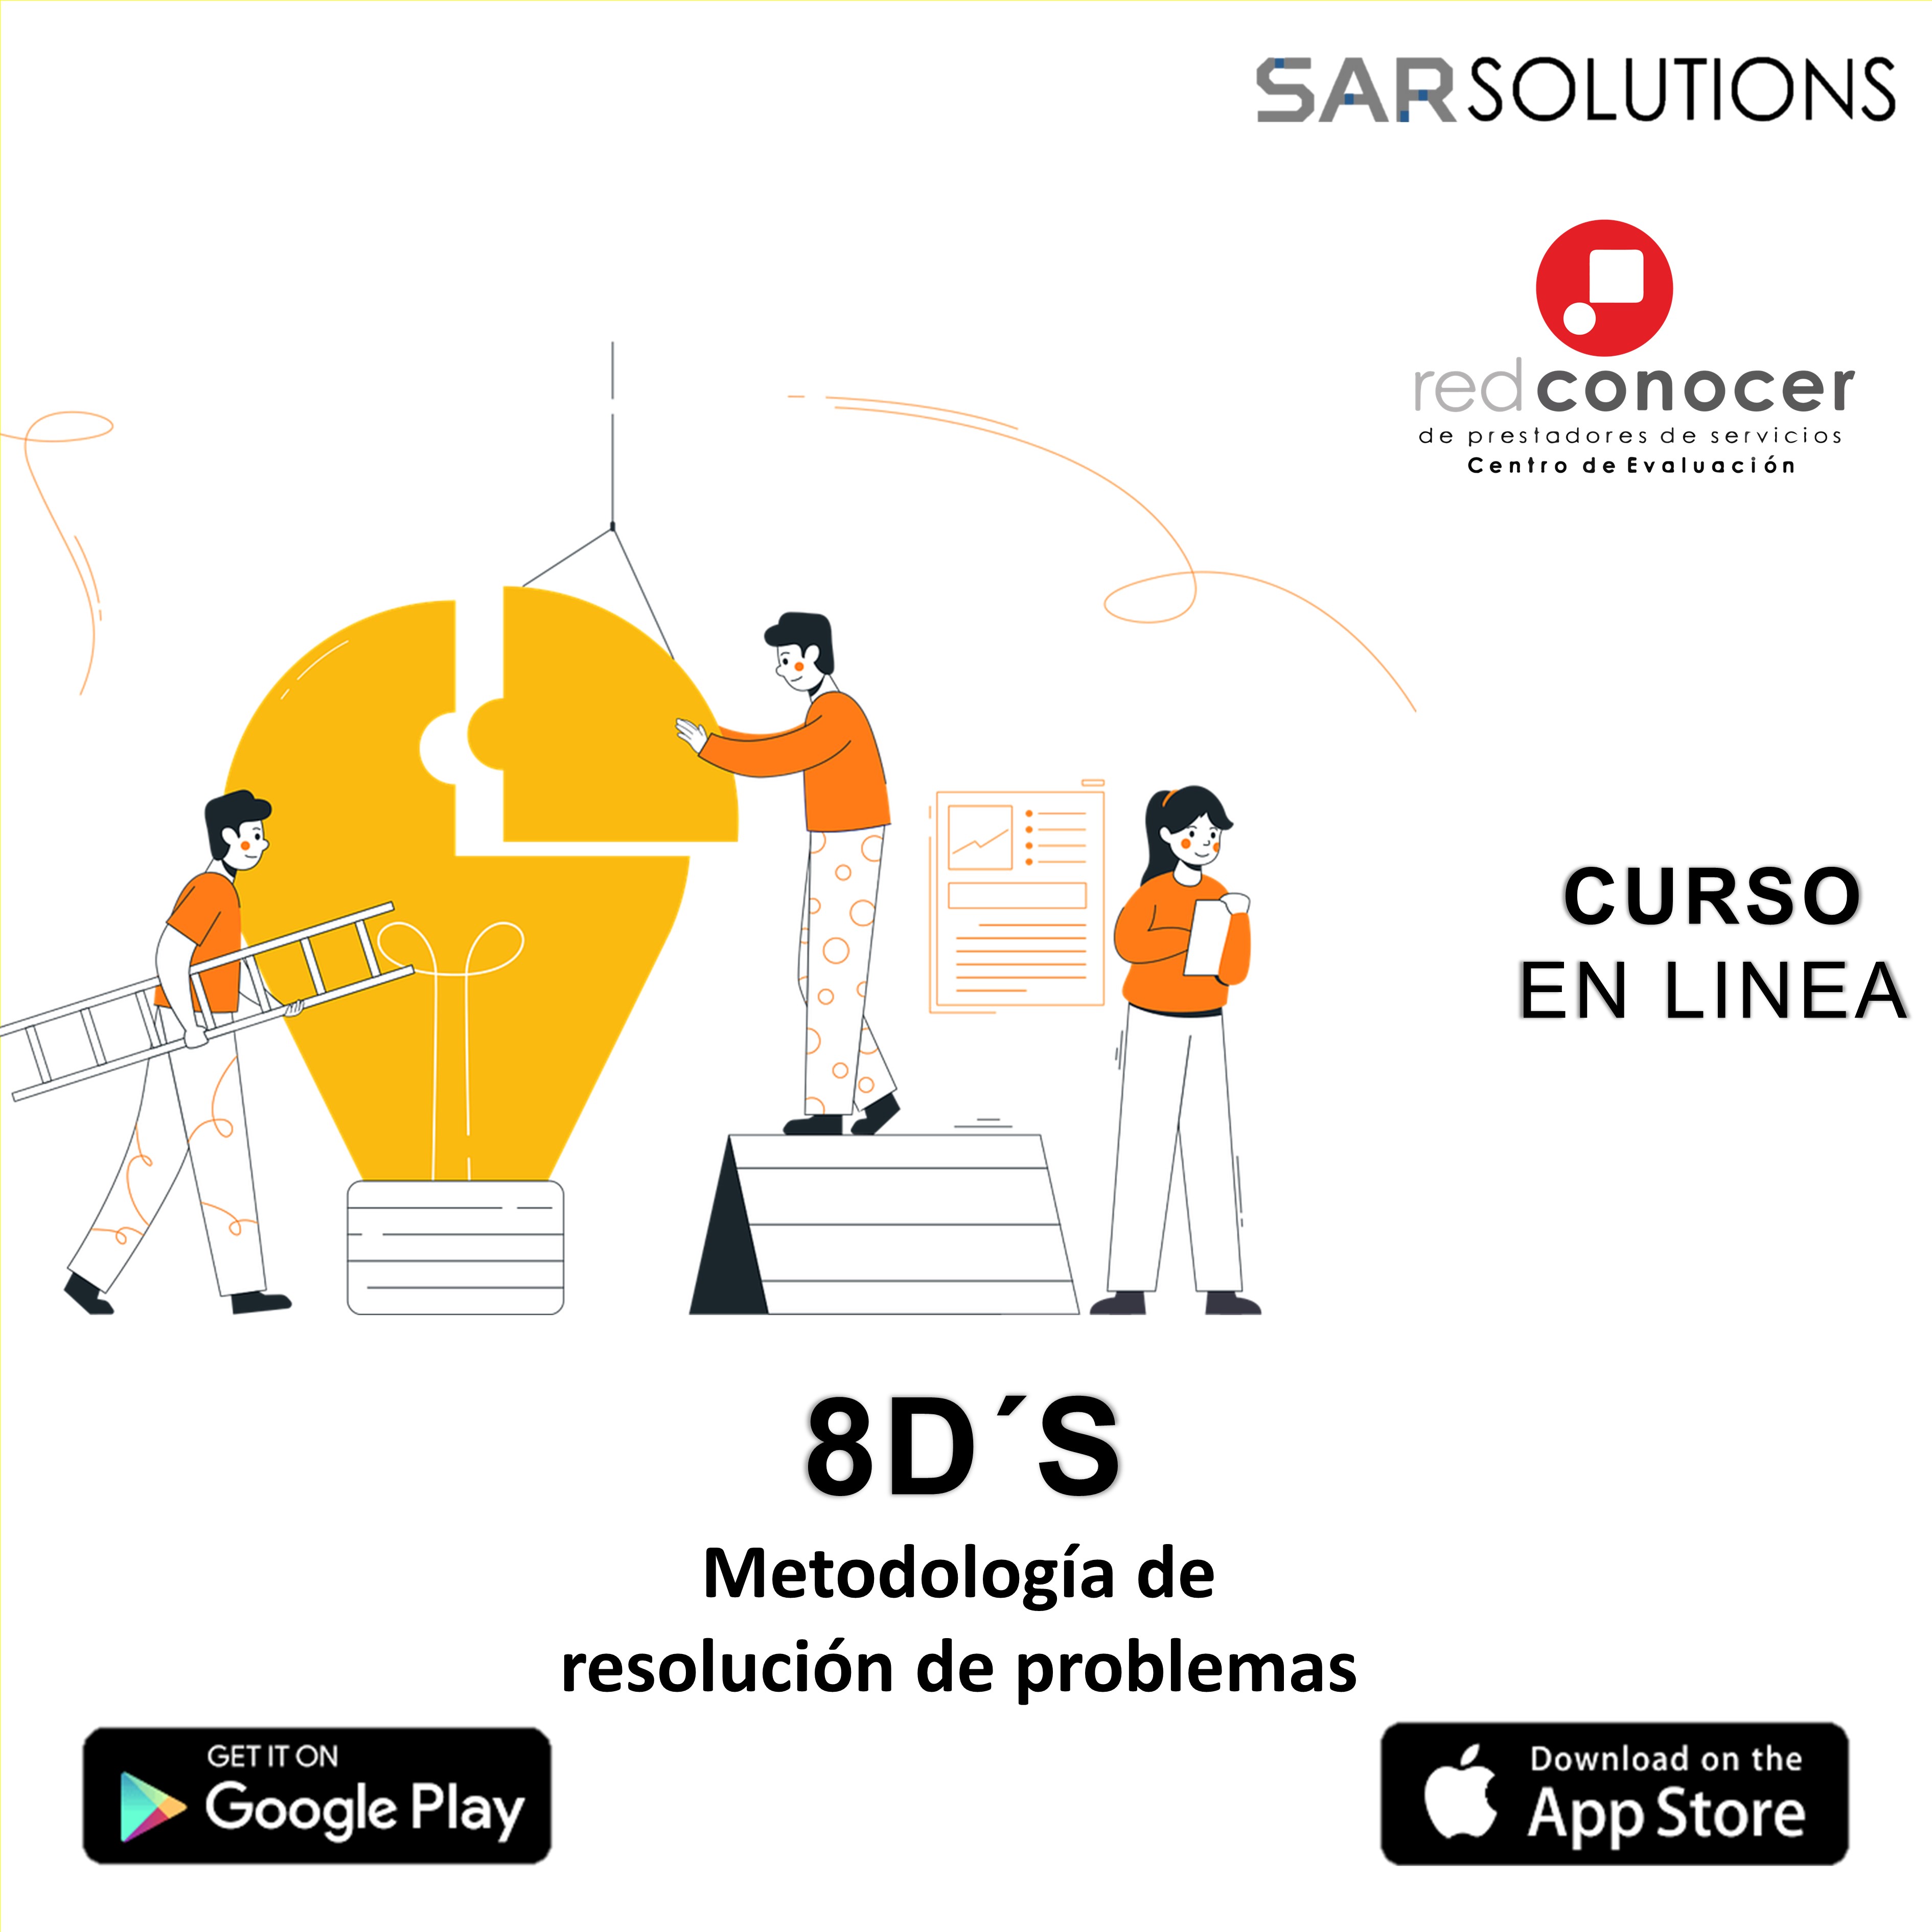 SARSOLUTIONS
redconocer
de prestadores de servicios
Centro de Evaluación
CURSO
EN LINEA
8D´S
Metodología de
resolución de problemas
GET IT ON
Google Play
Download on the
App Store